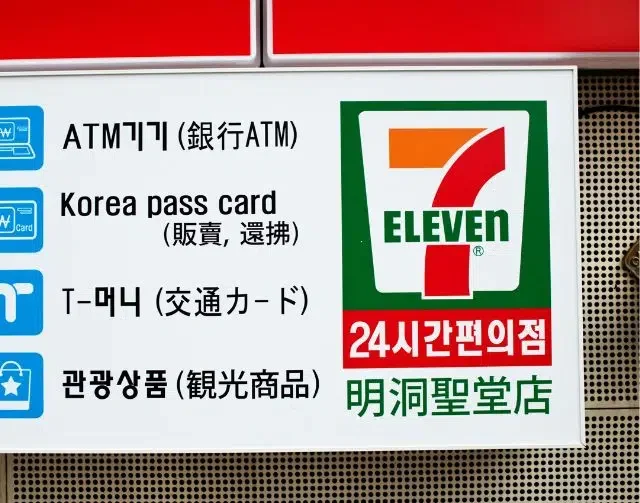 ATM기기 (銀行ATM)
Korea pass card
(販賣, 還拂)
T-머니 (交通カード)
관광상품 (観光商品)
₩
₩
Card
7
ELEVEn
®
24시간편의점
明洞聖堂店